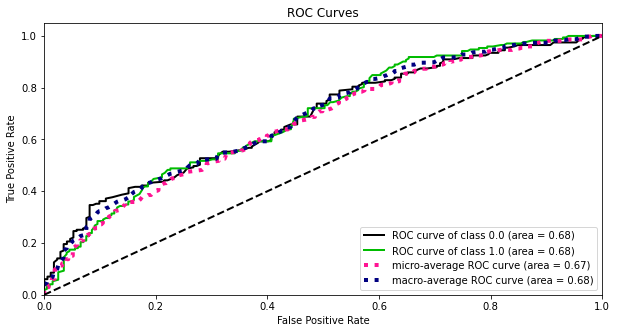 ROC Curves
True Positive Rate
1.0
0.8
0.6
0.4
0.2
0.0
ROC curve of class 0.0 (area = 0.68)
ROC curve of class 1.0 (area = 0.68)
micro-average ROC curve (area = 0.67)
macro-average ROC curve (area = 0.68)
0.0 0.2 0.4 0.6 0.8 1.0
False Positive Rate